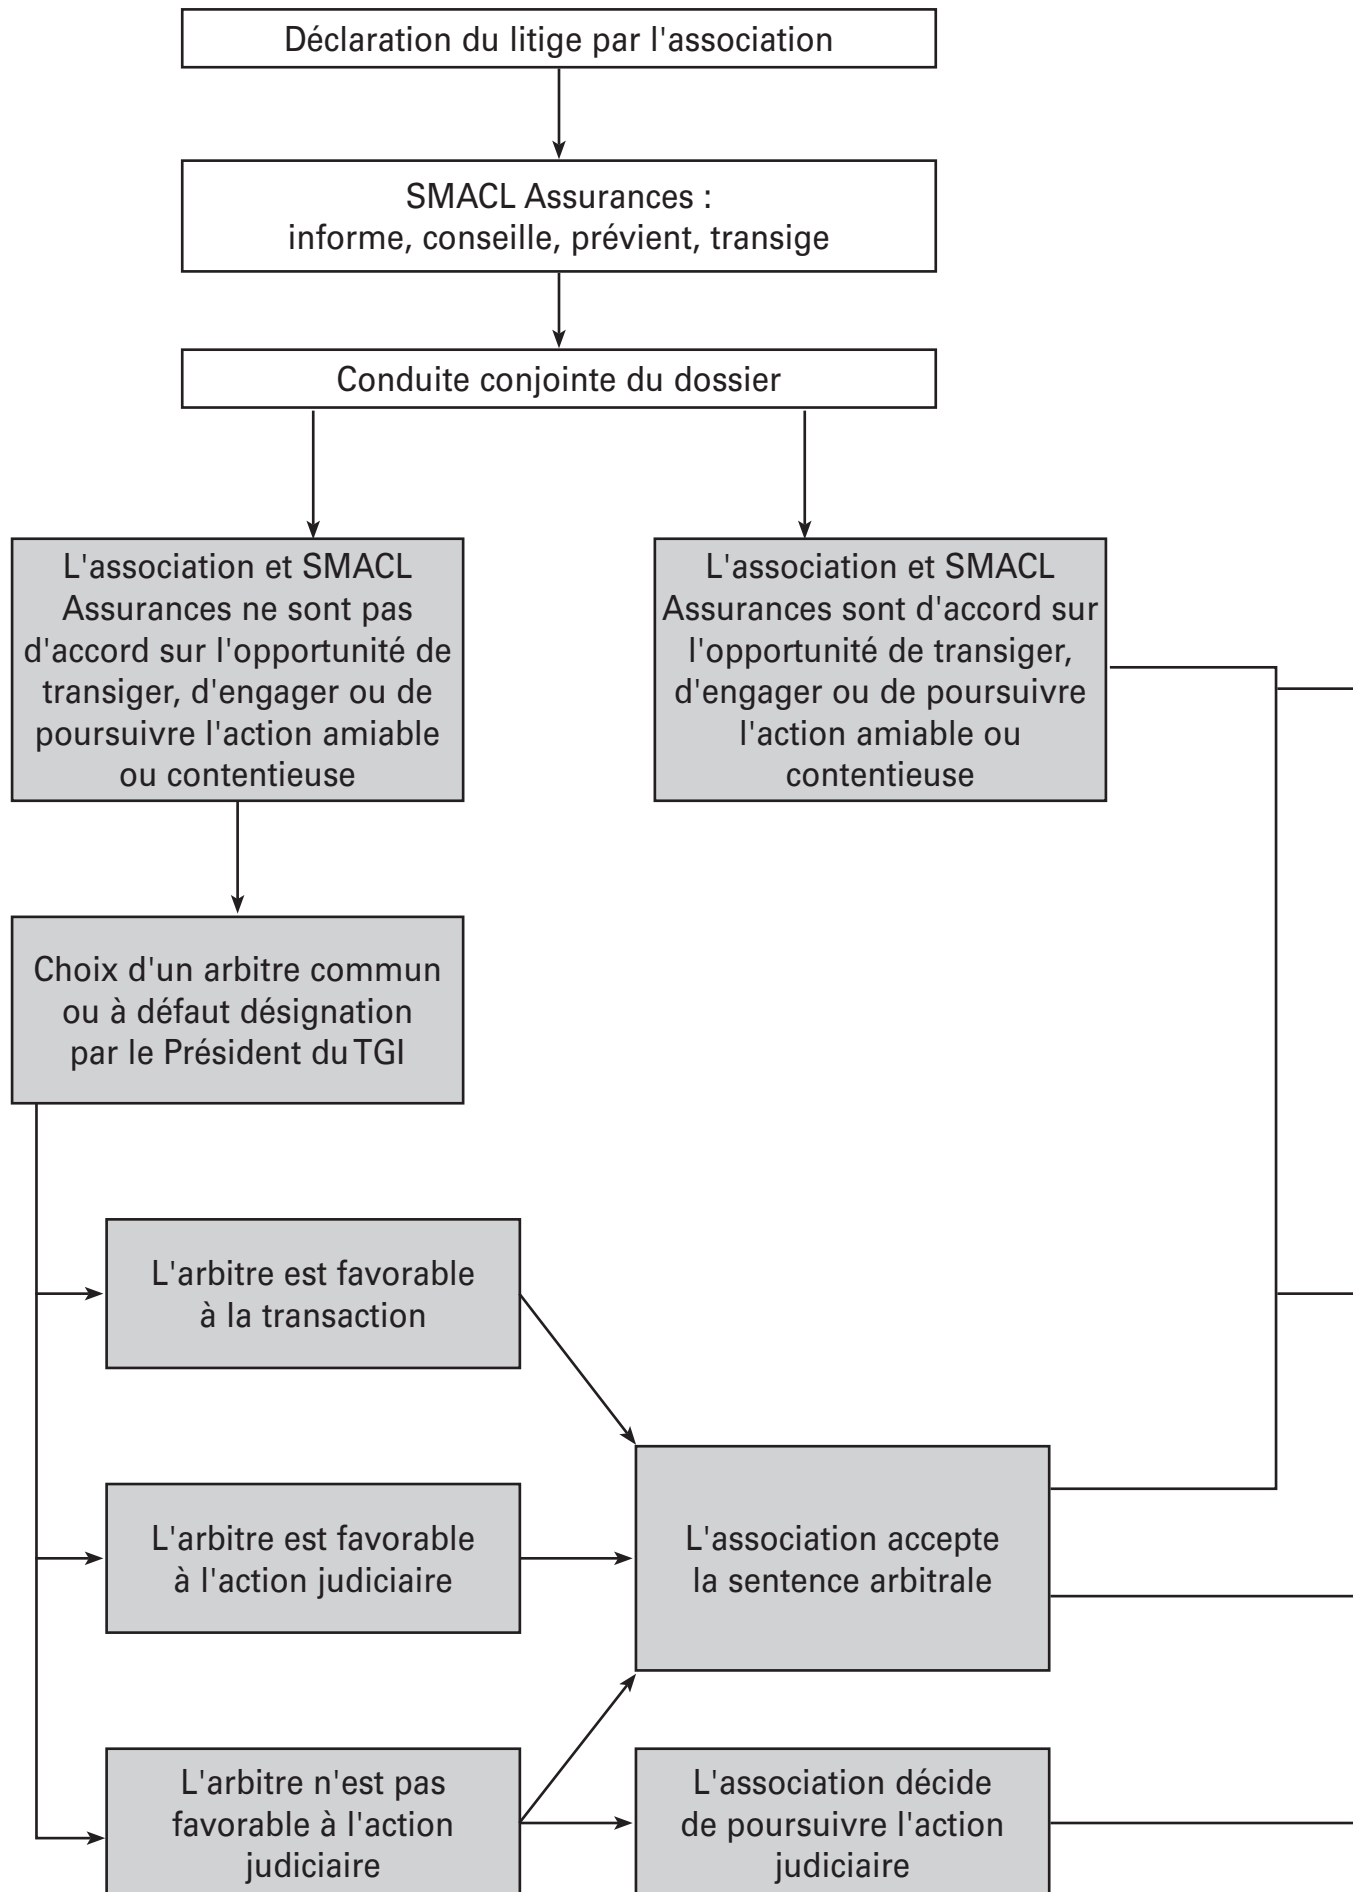 Déclaration du litige par l'association
SMACL Assurances :
informe, conseille, prévient, transige
Conduite conjointe du dossier
L'association et SMACL
Assurances ne sont pas
d'accord sur l'opportunité de
transiger, d'engager ou de
poursuivre l'action amiable
ou contentieuse
L'association et SMACL
Assurances sont d'accord sur
l'opportunité de transiger,
d'engager ou de poursuivre
l'action amiable ou
contentieuse
Choix d'un arbitre commun
ou à défaut désignation
par le Président du TGI
L'arbitre est favorable
à la transaction
L'arbitre est favorable
à l'action judiciaire
L'association accepte
la sentence arbitrale
L'arbitre n'est pas
favorable à l'action
judiciaire
L'association décide
de poursuivre l'action
judiciaire